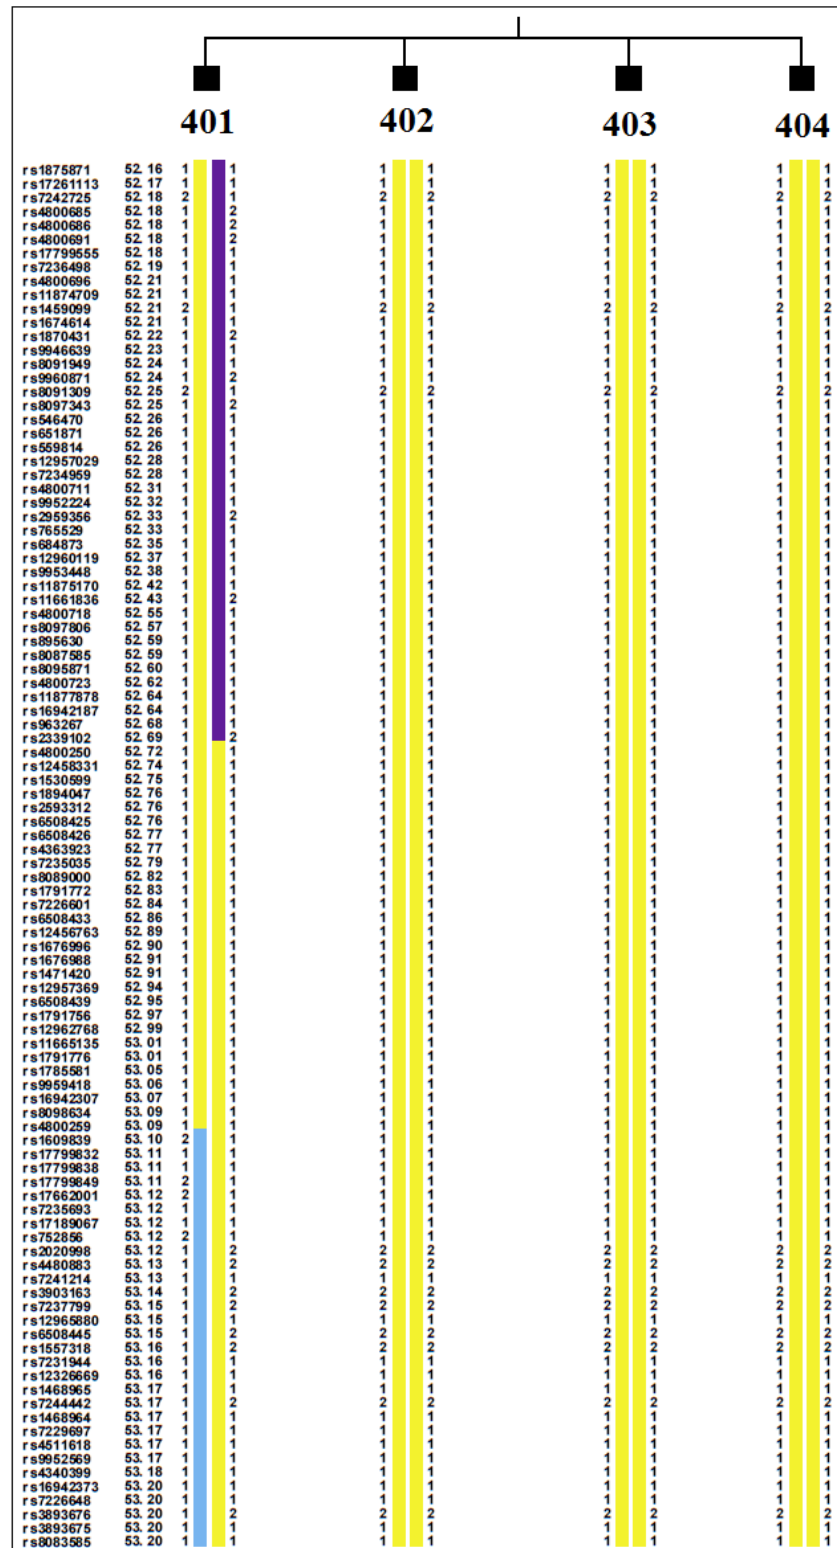 401 402 403 404
rs1875871 52.16 1 1 1 1 1 1 1 1
rs17261113 52.17 1 1 1 1 1 1 1 1
rs7242725 52.18 2 1 2 2 2 2 2 2
rs4800685 52.18 1 2 1 1 1 1 1 1
rs4800686 52.18 1 2 1 1 1 1 1 1
rs4800691 52.18 1 2 1 1 1 1 1 1
rs17799555 52.18 1 1 1 1 1 1 1 1
rs7236498 52.19 1 1 1 1 1 1 1 1
rs4800696 52.21 1 1 1 1 1 1 1 1
rs11874709 52.21 1 1 1 1 1 1 1 1
rs1459099 52.21 2 1 2 2 2 2 2 2
rs1674614 52.21 1 1 1 1 1 1 1 1
rs1870431 52.22 1 2 1 1 1 1 1 1
rs9946639 52.23 1 1 1 1 1 1 1 1
rs8091949 52.24 1 1 1 1 1 1 1 1
rs9960871 52.24 1 2 1 1 1 1 1 1
rs8091309 52.25 2 1 2 2 2 2 2 2
rs8097343 52.25 1 2 1 1 1 1 1 1
rs546470 52.26 1 1 1 1 1 1 1 1
rs651871 52.26 1 1 1 1 1 1 1 1
rs559814 52.26 1 1 1 1 1 1 1 1
rs12957029 52.28 1 1 1 1 1 1 1 1
rs7234959 52.28 1 1 1 1 1 1 1 1
rs4800711 52.31 1 1 1 1 1 1 1 1
rs9952224 52.32 1 1 1 1 1 1 1 1
rs2959356 52.33 1 2 1 1 1 1 1 1
rs765529 52.33 1 1 1 1 1 1 1 1
rs684873 52.35 1 1 1 1 1 1 1 1
rs12960119 52.37 1 1 1 1 1 1 1 1
rs9953448 52.38 1 1 1 1 1 1 1 1
rs11875170 52.42 1 1 1 1 1 1 1 1
rs11661836 52.43 1 2 1 1 1 1 1 1
rs4800718 52.55 1 1 1 1 1 1 1 1
rs8097806 52.57 1 1 1 1 1 1 1 1
rs895630 52.59 1 1 1 1 1 1 1 1
rs8087585 52.59 1 1 1 1 1 1 1 1
rs8095871 52.60 1 1 1 1 1 1 1 1
rs4800723 52.62 1 1 1 1 1 1 1 1
rs11877878 52.64 1 1 1 1 1 1 1 1
rs16942187 52.64 1 1 1 1 1 1 1 1
rs963267 52.68 1 1 1 1 1 1 1 1
rs2339102 52.69 1 2 1 1 1 1 1 1
rs4800250 52.72 1 1 1 1 1 1 1 1
rs12458331 52.74 1 1 1 1 1 1 1 1
rs1530599 52.75 1 1 1 1 1 1 1 1
rs1894047 52.76 1 1 1 1 1 1 1 1
rs2593312 52.76 1 1 1 1 1 1 1 1
rs6508425 52.76 1 1 1 1 1 1 1 1
rs6508426 52.77 1 1 1 1 1 1 1 1
rs4363923 52.77 1 1 1 1 1 1 1 1
rs7235035 52.79 1 1 1 1 1 1 1 1
rs8089000 52.82 1 1 1 1 1 1 1 1
rs1791772 52.83 1 1 1 1 1 1 1 1
rs7226601 52.84 1 1 1 1 1 1 1 1
rs6508433 52.86 1 1 1 1 1 1 1 1
rs12456763 52.89 1 1 1 1 1 1 1 1
rs1676996 52.90 1 1 1 1 1 1 1 1
rs1676988 52.91 1 1 1 1 1 1 1 1
rs1471420 52.91 1 1 1 1 1 1 1 1
rs12957369 52.94 1 1 1 1 1 1 1 1
rs6508439 52.95 1 1 1 1 1 1 1 1
rs1791756 52.97 1 1 1 1 1 1 1 1
rs12962768 52.99 1 1 1 1 1 1 1 1
rs11665135 53.01 1 1 1 1 1 1 1 1
rs1791776 53.01 1 1 1 1 1 1 1 1
rs1785581 53.05 1 1 1 1 1 1 1 1
rs9959418 53.06 1 1 1 1 1 1 1 1
rs16942307 53.07 1 1 1 1 1 1 1 1
rs8098634 53.09 1 1 1 1 1 1 1 1
rs4800259 53.09 1 1 1 1 1 1 1 1
rs1609839 53.10 2 1 1 1 1 1 1 1
rs17799832 53.11 1 1 1 1 1 1 1 1
rs17799838 53.11 1 1 1 1 1 1 1 1
rs17799849 53.11 2 1 1 1 1 1 1 1
rs17662001 53.12 2 1 1 1 1 1 1 1
rs7235693 53.12 1 1 1 1 1 1 1 1
rs17189067 53.12 1 1 1 1 1 1 1 1
rs752856 53.12 2 1 1 1 1 1 1 1
rs2020998 53.12 1 2 2 2 2 2 2 2
rs4480883 53.13 1 2 2 2 2 2 2 2
rs7241214 53.13 1 1 1 1 1 1 1 1
rs3903163 53.14 1 2 2 2 2 2 2 2
rs7237799 53.15 1 2 2 2 2 2 2 2
rs12965880 53.15 1 1 1 1 1 1 1 1
rs6508445 53.15 1 2 2 2 2 2 2 2
rs1557318 53.16 1 2 2 2 2 2 2 2
rs7231944 53.16 1 1 1 1 1 1 1 1
rs12326669 53.16 1 1 1 1 1 1 1 1
rs1468965 53.17 1 1 1 1 1 1 1 1
rs7244442 53.17 1 2 2 2 2 2 2 2
rs1468964 53.17 1 1 1 1 1 1 1 1
rs7229697 53.17 1 1 1 1 1 1 1 1
rs4511618 53.17 1 1 1 1 1 1 1 1
rs9952569 53.17 1 1 1 1 1 1 1 1
rs4340399 53.18 1 1 1 1 1 1 1 1
rs16942373 53.20 1 1 1 1 1 1 1 1
rs7226648 53.20 1 1 1 1 1 1 1 1
rs3893676 53.20 1 2 2 2 2 2 2 2
rs3893675 53.20 1 1 1 1 1 1 1 1
rs8083585 53.20 1 1 1 1 1 1 1 1